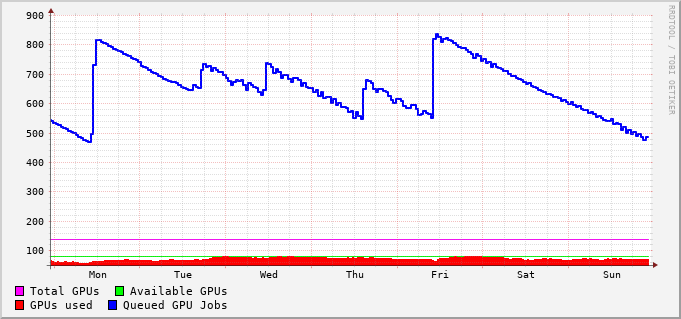 900
800
700
600
500
400
300
200
100
Mon Tue Wed Thu Fri Sat Sun
Total GPUs Available GPUs
GPUs used Queued GPU Jobs
RRDTOOL / TOBI OETIKER